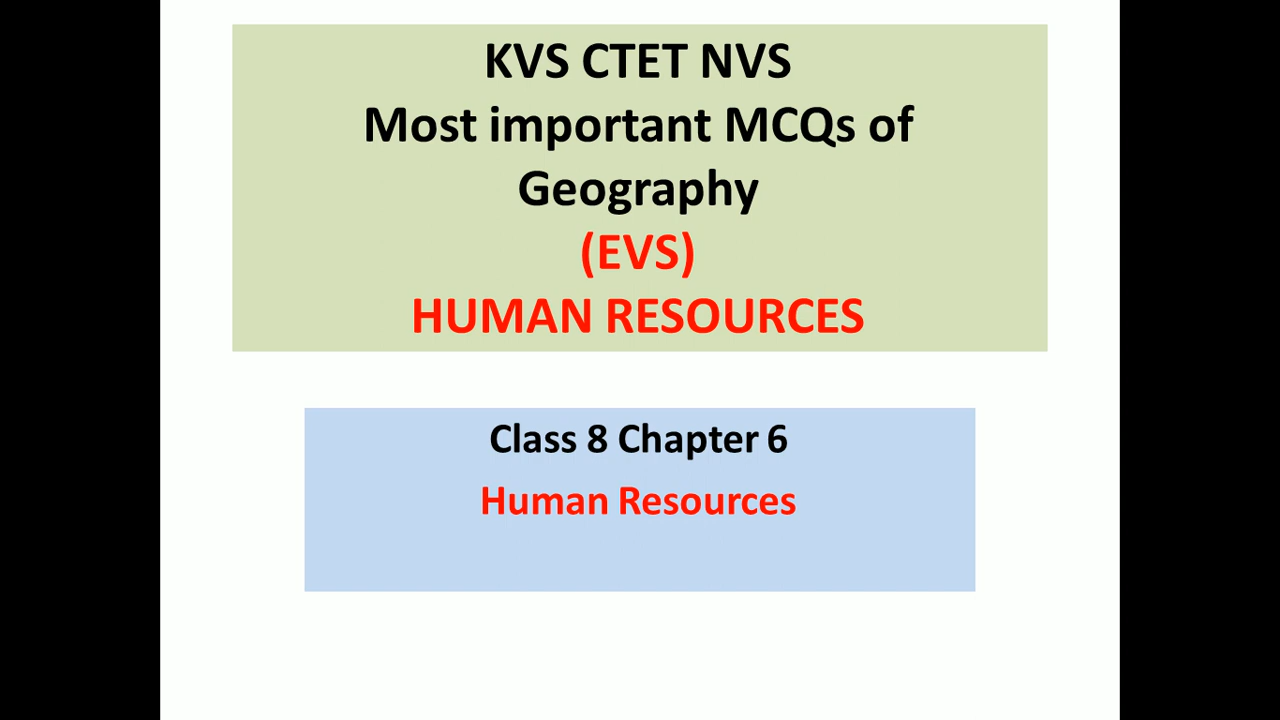 KVS CTET NVS
Most important MCQs of
Geography
(EVS)
HUMAN RESOURCES
Class 8 Chapter 6
Human Resources